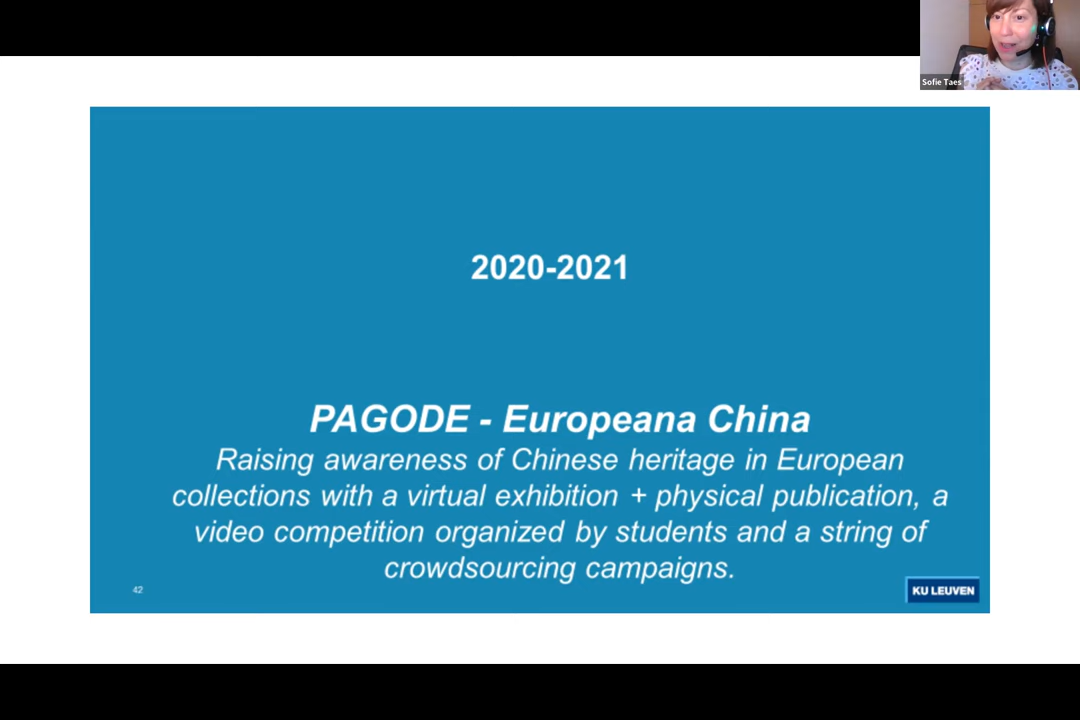 Sofie Taes
2020-2021
PAGODE - Europeana China
Raising awareness of Chinese heritage in European
collections with a virtual exhibition + physical publication, a
video competition organized by students and a string of
crowdsourcing campaigns.
42
KU LEUVEN